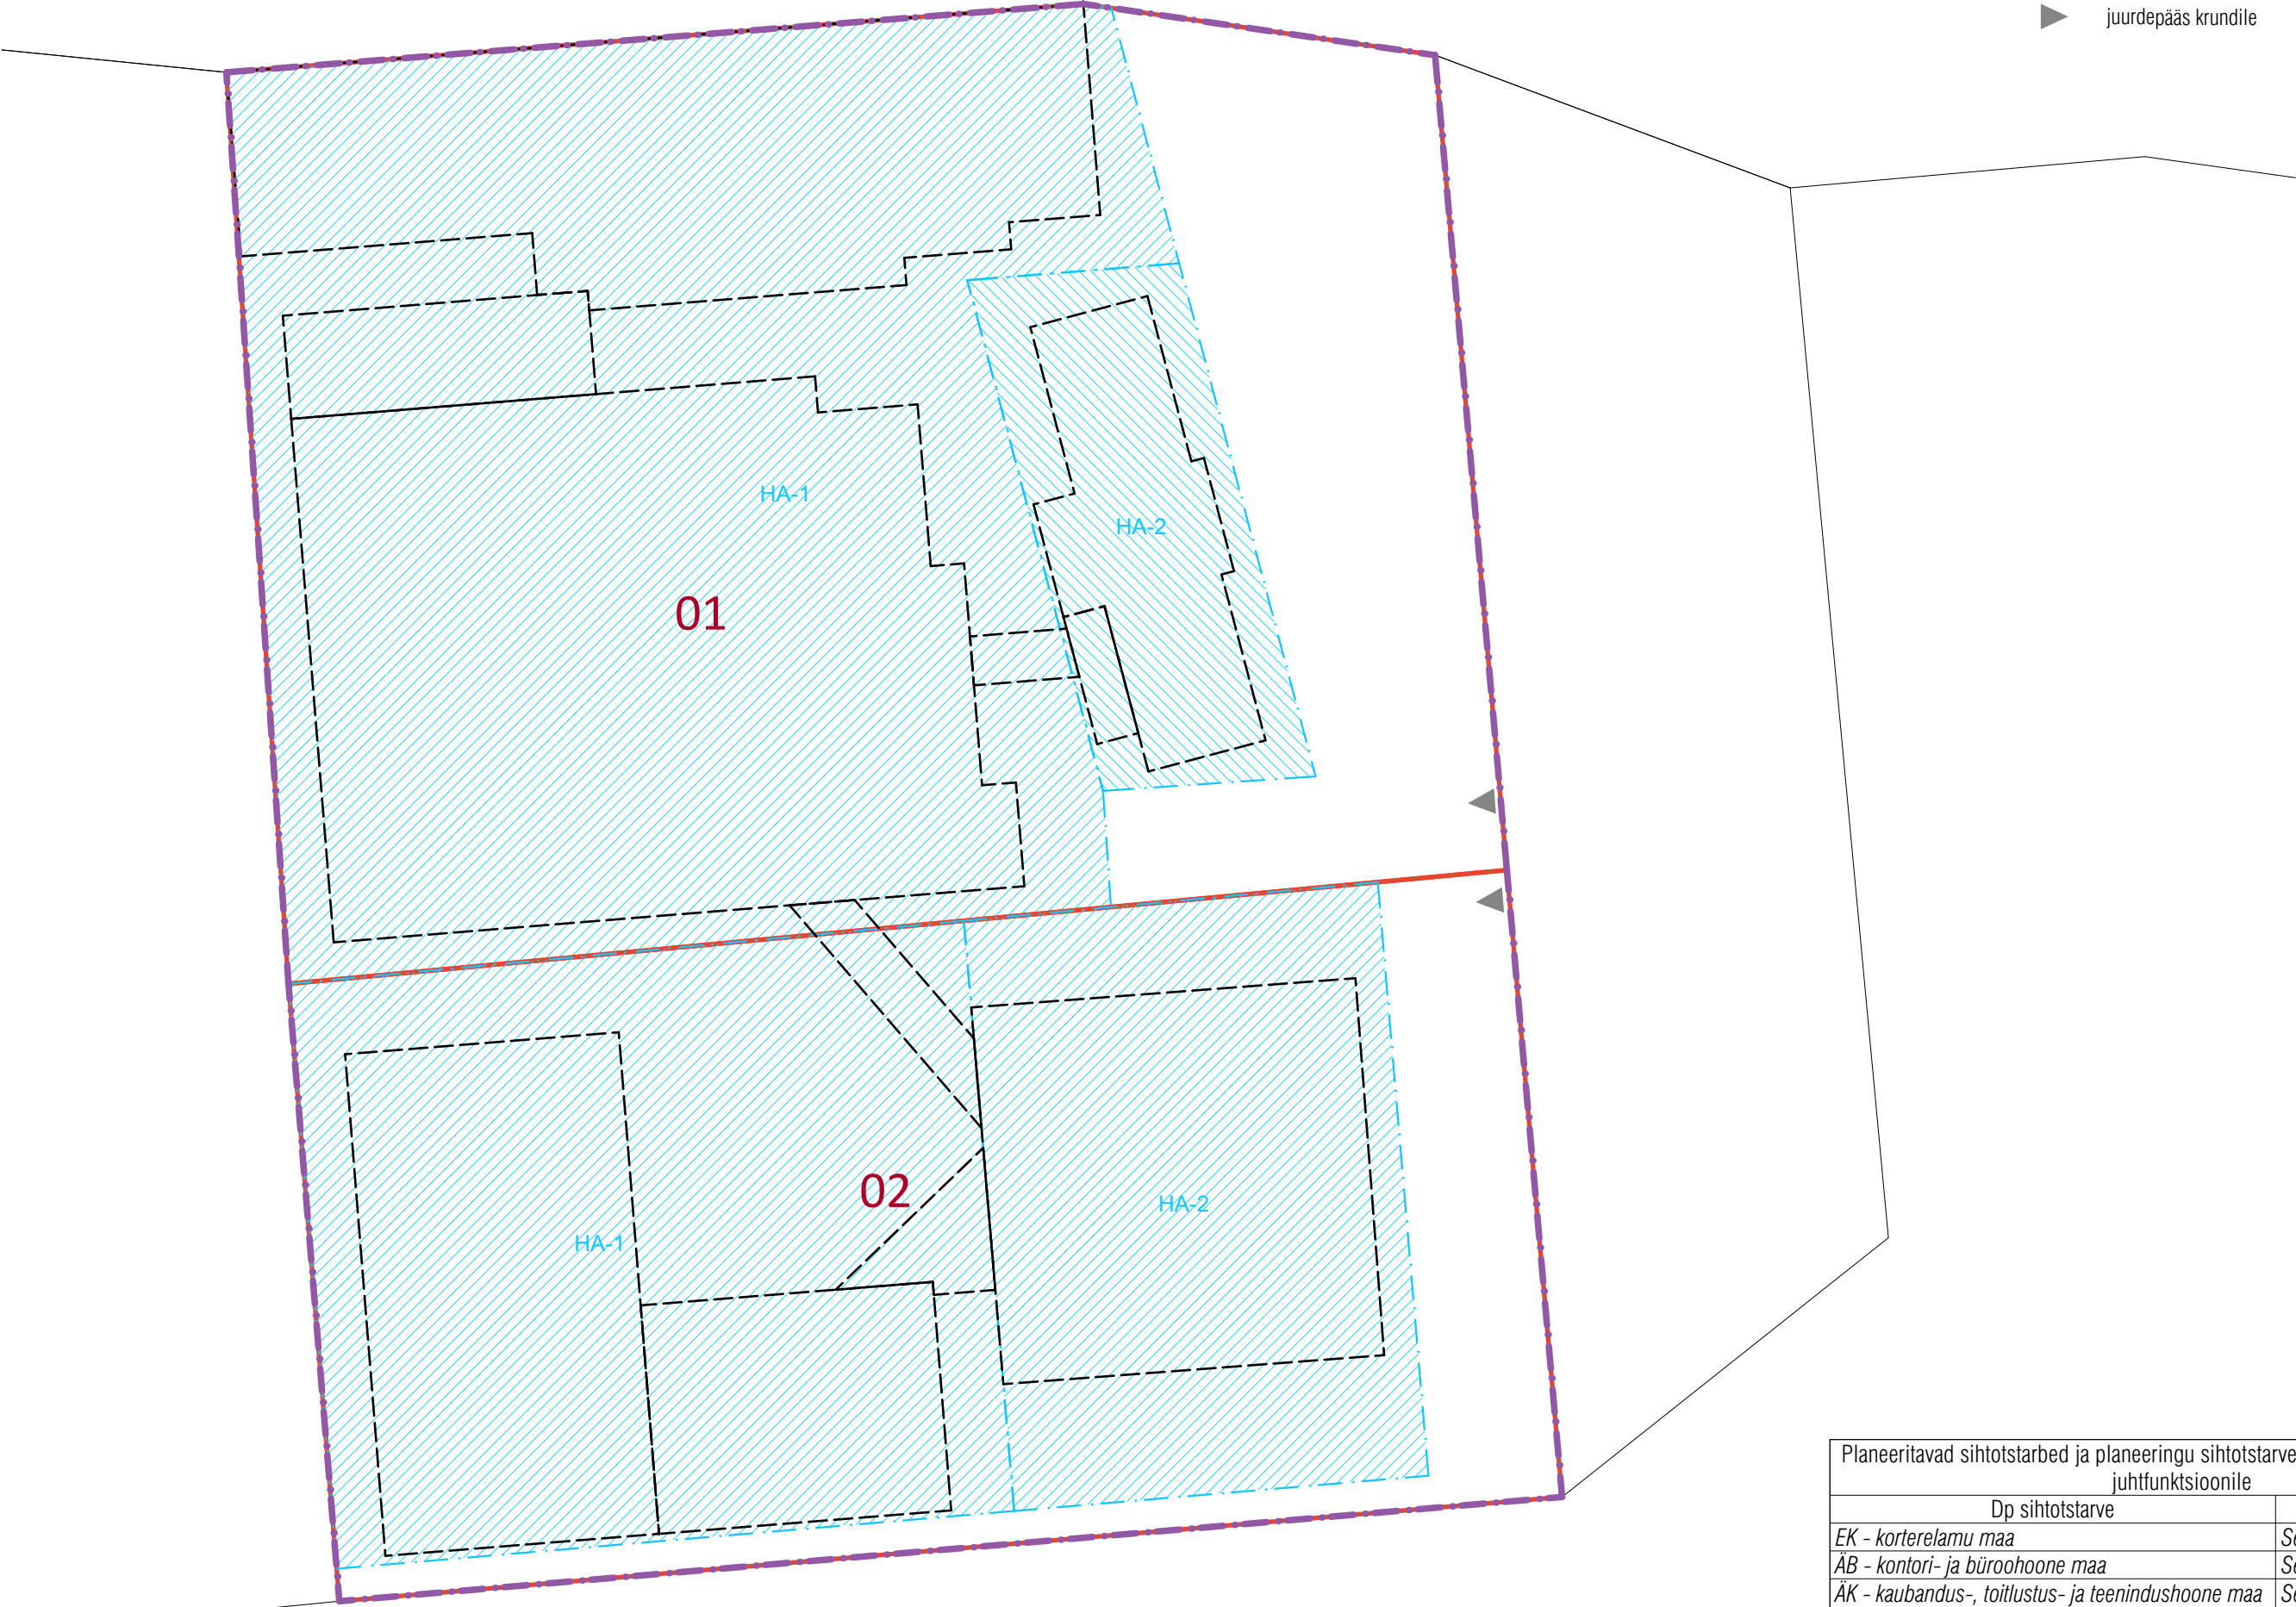 juurdepääs krundile
HA-1
HA-2
01
02
HA-2
HA-1
Planeeritavad sihtotstarbed ja planeeringu sihtotstarve
juhtfunktsioonile
Dp sihtotstarve
EK - korterelamu maa
ÄB - kontori- ja bürohoone maa
ÄK - kaubandus-, toitlustus- ja teenindushoone maa